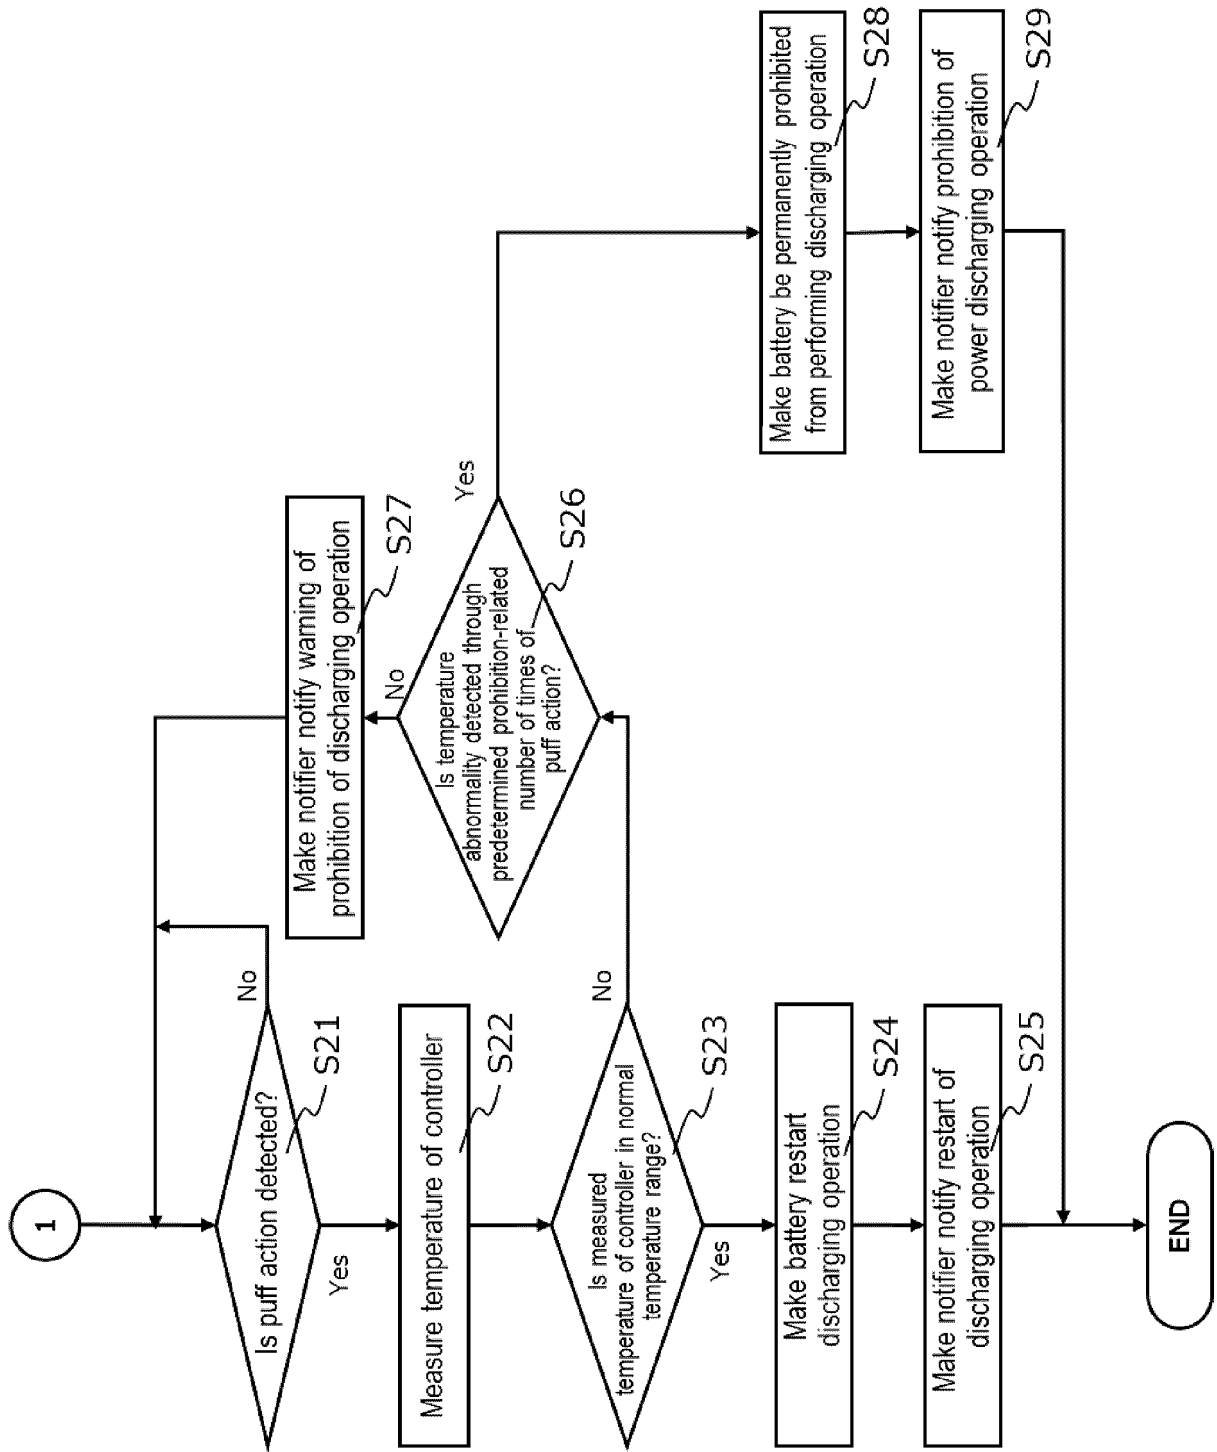 1
Is puff action detected?
S21
No
Yes
Measure temperature of controller
S22
Is measured
temperature of controller in normal
temperature range?
S23
No
Yes
Make battery restart
discharging operation
S24
Make notifier notify restart of
discharging operation
S25
END
Make notifier notify warning of
prohibition of discharging operation
S27
No
Is temperature
abnormality detected through
predetermined prohibition-related
number of times of
puff action?
S26
Yes
Make battery be permanently prohibited
from performing discharging operation
S28
Make notifier notify prohibition of
power discharging operation
S29